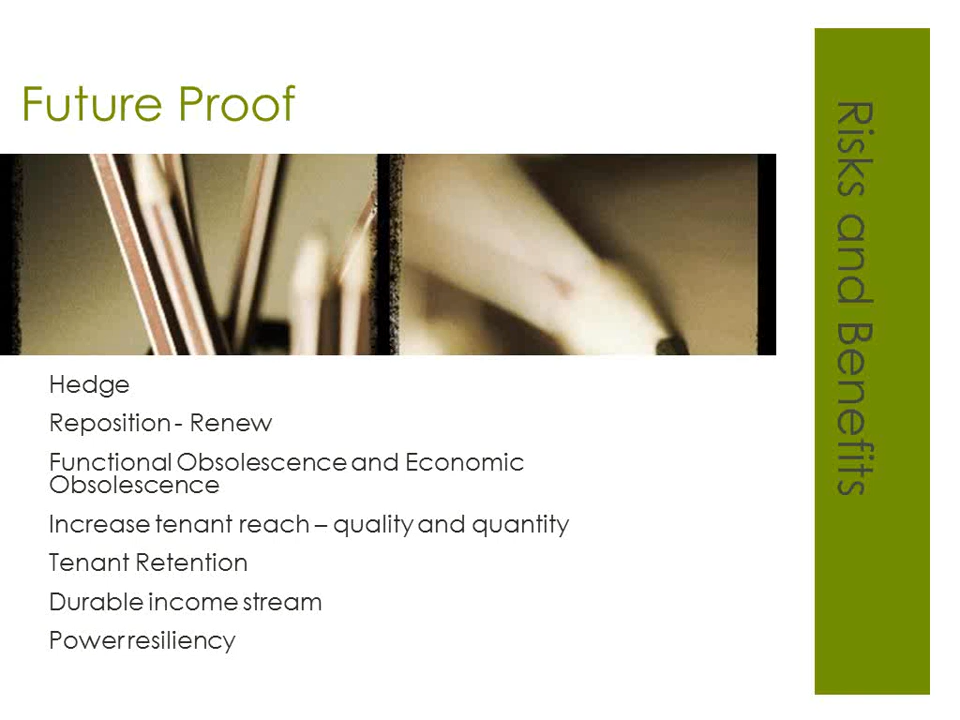 Future Proof
Hedge
Reposition - Renew
Functional Obsolescence and Economic
Obsolescence
Increase tenant reach – quality and quantity
Tenant Retention
Durable income stream
Power resiliency
Risks and Benefits